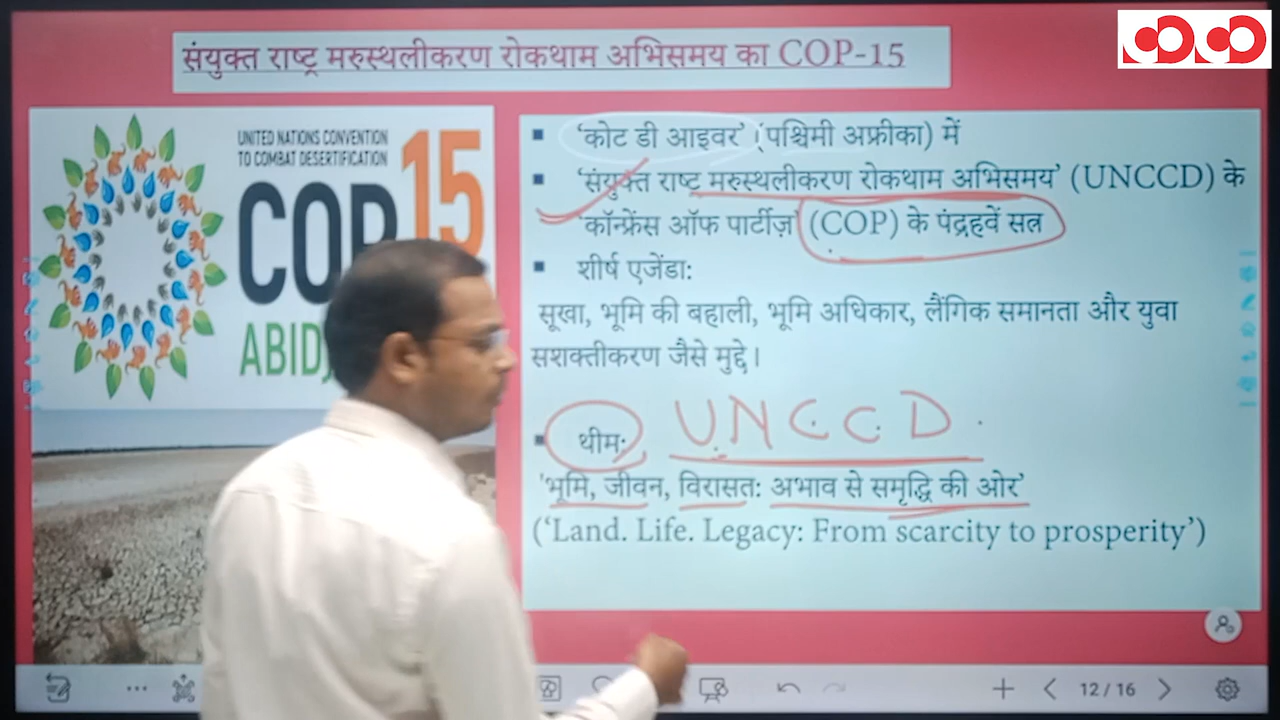 संयुक्त राष्ट्र मरुस्थलीकरण रोकथाम अभिसमय का COP-15
UNITED NATIONS CONVENTION
TO COMBAT DESERTIFICATION
COP 15
▪ 'कोट डी आइवर' (पश्चिमी अफ्रीका) में
▪ 'संयुक्त राष्ट मरुस्थलीकरण रोकथाम अभिसमय' (UNCCD) के
'कॉन्फ्रेंस ऑफ पार्टीज़' (COP) के पंद्रहवें सत्र
▪ शीर्ष एजेंडा:
सूखा, भूमि की बहाली, भूमि अधिकार, लैंगिक समानता और युवा
सशक्तीकरण जैसे मुद्दे।
UNCCD
▪ थीम:
'भूमि, जीवन, विरासत: अभाव से समृद्धि की ओर'
('Land. Life. Legacy: From scarcity to prosperity')
12 / 16